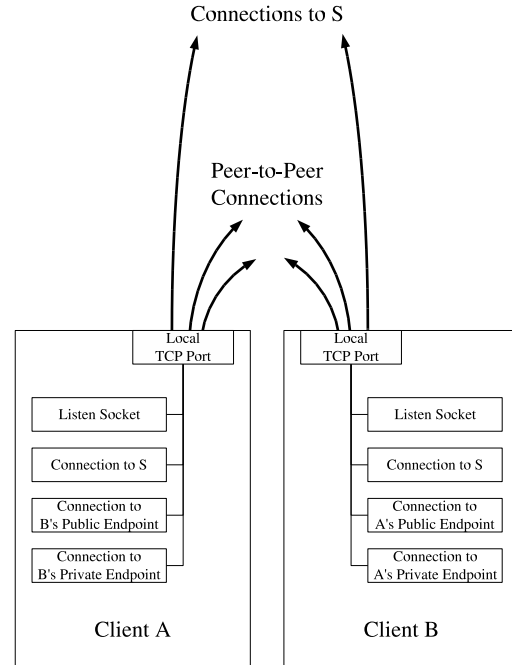 Connections to S
Peer-to-Peer
Connections
Local
TCP Port
Listen Socket
Connection to S
Connection to
B's Public Endpoint
Connection to
B's Private Endpoint
Client A
Local
TCP Port
Listen Socket
Connection to S
Connection to
A's Public Endpoint
Connection to
A's Private Endpoint
Client B